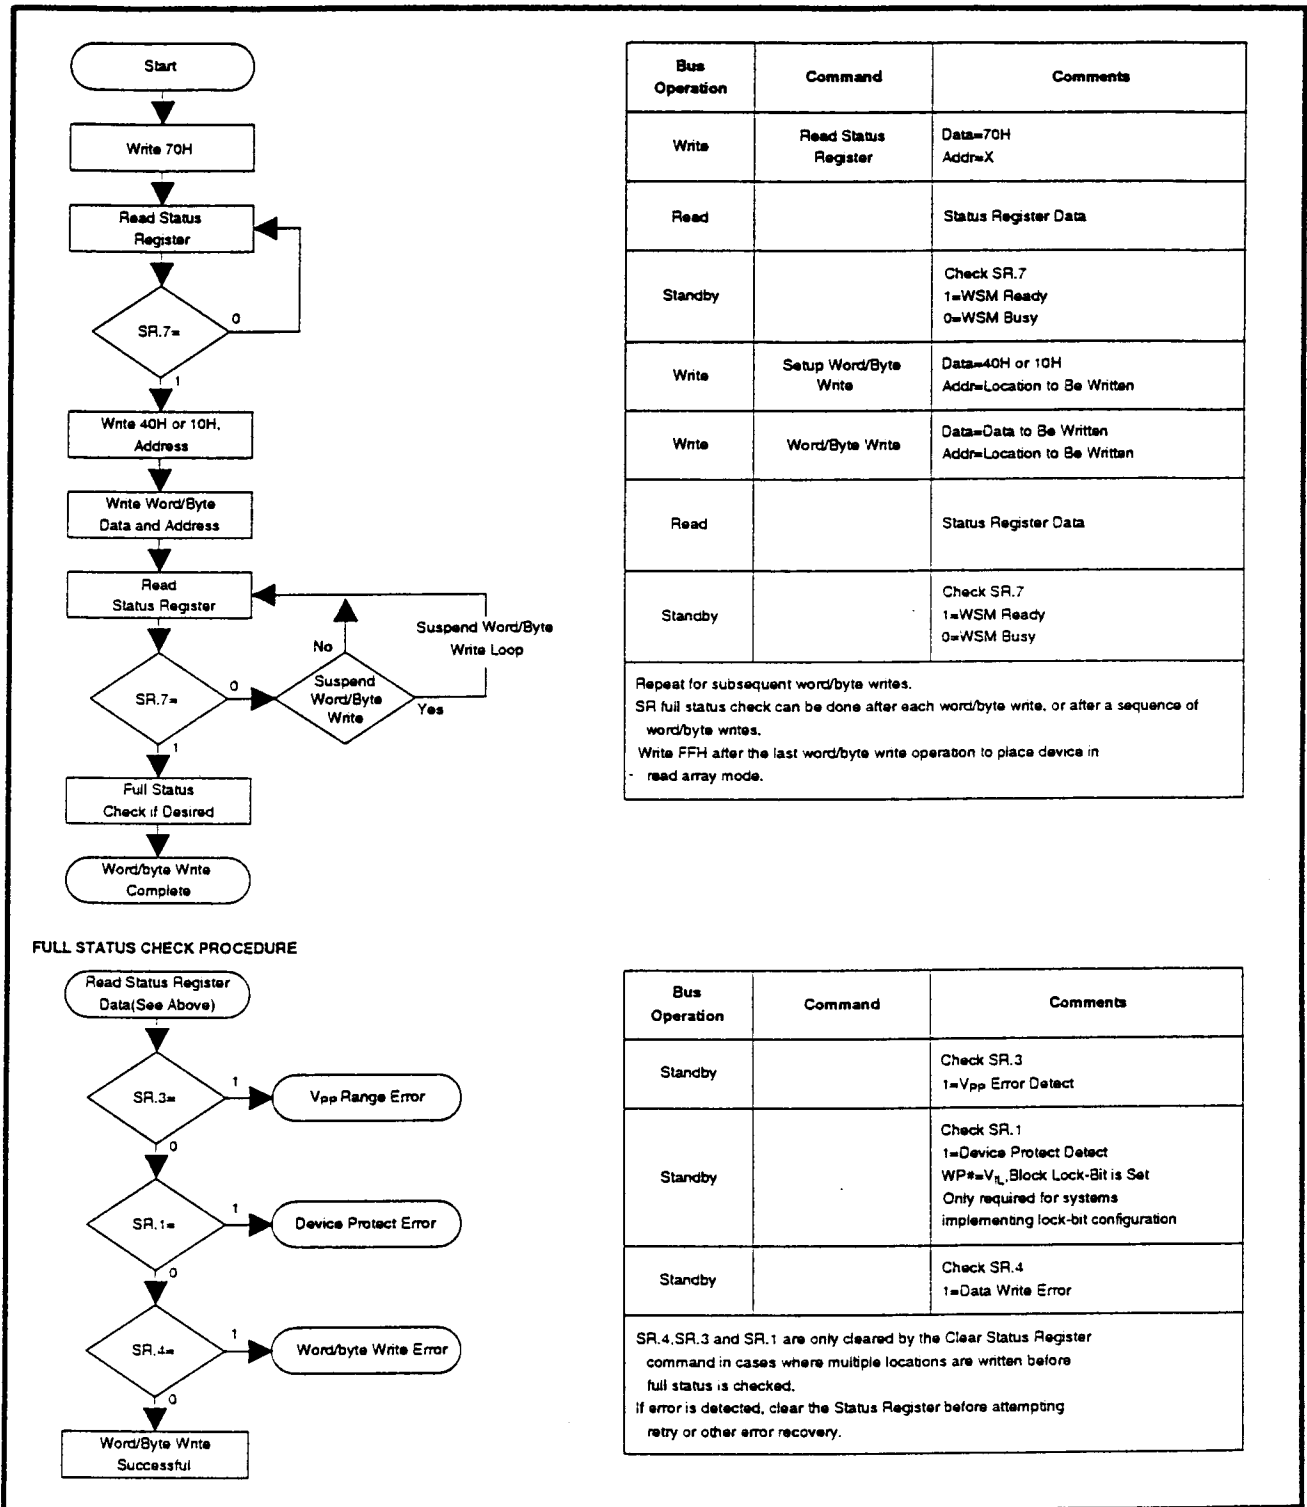 Start
Write 70H
Read Status
Register
SR.7=
0
1
Write 40H or 10H,
Address
Write Word/Byte
Data and Address
Read
Status Register
SR.7=
0
1
No
Suspend
Word/Byte
Write
Yes
Suspend Word/Byte
Write Loop
Full Status
Check if Desired
Word/byte Write
Complete
Bus
Operation
Command
Comments
Write
Read Status
Register
Data=70H
Addr=X
Read
Status Register Data
Standby
Check SR.7
1=WSM Ready
0=WSM Busy
Write
Setup Word/Byte
Write
Data=40H or 10H
Addr=Location to Be Written
Write
Word/Byte Write
Data=Data to Be Written
Addr=Location to Be Written
Read
Status Register Data
Standby
Check SR.7
1=WSM Ready
0=WSM Busy
Repeat for subsequent word/byte writes.
SR full status check can be done after each word/byte write, or after a sequence of
word/byte writes.
Write FFH after the last word/byte write operation to place device in
read array mode.
FULL STATUS CHECK PROCEDURE
Read Status Register
Data(See Above)
SR.3=
1
VPP Range Error
0
SR.1=
1
Device Protect Error
0
SR.4=
1
Word/byte Write Error
0
Word/Byte Write
Successful
Bus
Operation
Command
Comments
Standby
Check SR.3
1=VPP Error Detect
Standby
Check SR.1
1=Device Protect Detect
WP#=VIL,Block Lock-Bit is Set
Only required for systems
implementing lock-bit configuration
Standby
Check SR.4
1=Data Write Error
SR.4,SR.3 and SR.1 are only cleared by the Clear Status Register
command in cases where multiple locations are written before
full status is checked.
If error is detected, clear the Status Register before attempting
retry or other error recovery.